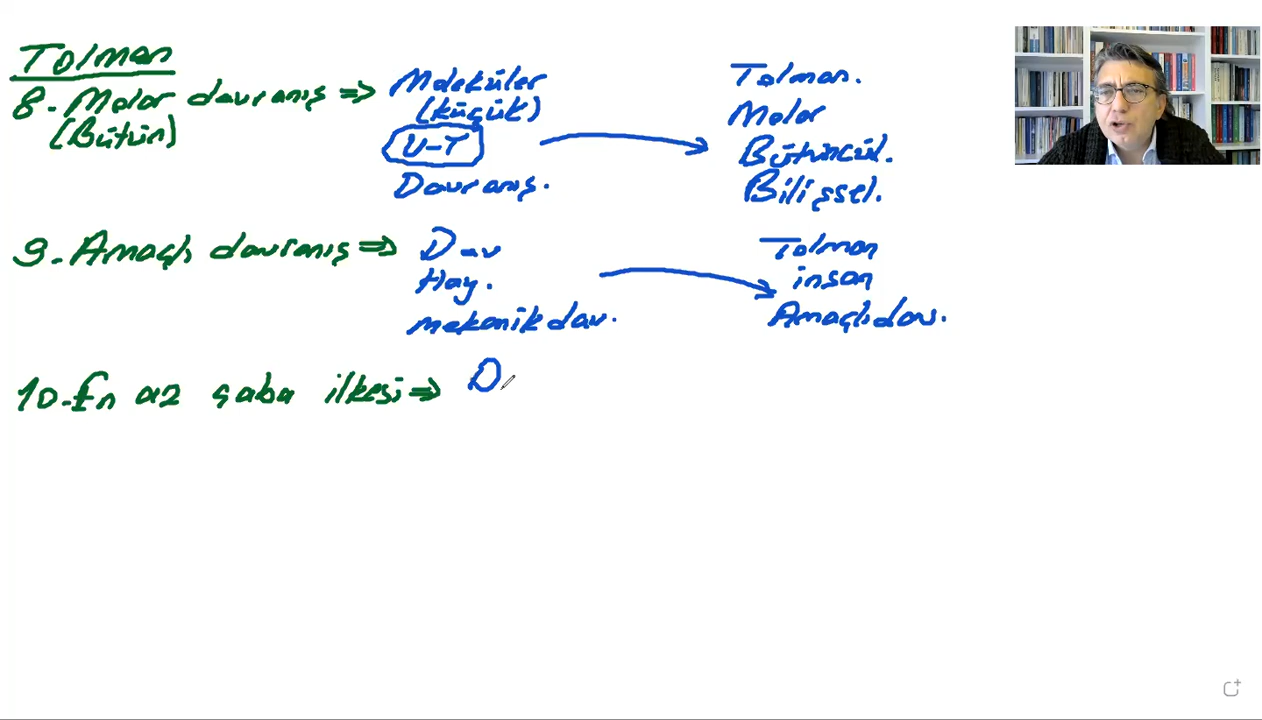 Tolman
8. Molar davranış ⇒ Moleküler
(Bütün)
(küçük)
U-T
Davranış.
Tolman.
Molar
Bütüncül.
Bilişsel.
9. Amaçlı davranış ⇒ Dav
Hay.
mekanik dav.
Tolman
insan
Amaçlı dav.
10. En az çaba ilkesi ⇒ D